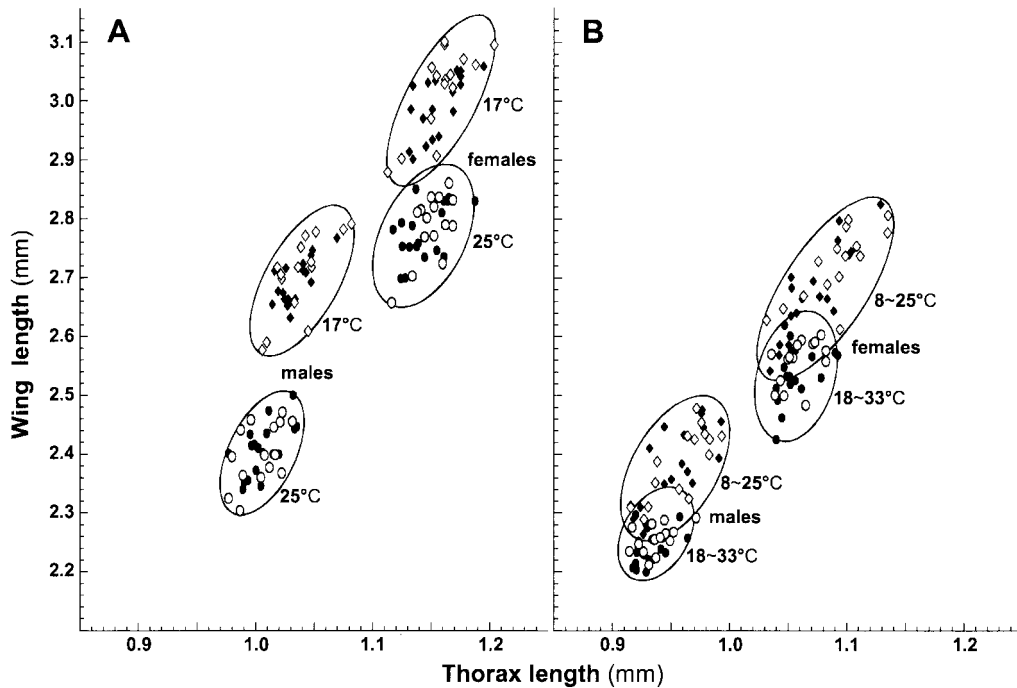 A
B
3.1
3.0
2.9
2.8
2.7
2.6
2.5
2.4
2.3
2.2
Wing length (mm)
17°C
females
25°C
17°C
males
25°C
8~25°C
females
18~33°C
8~25°C
males
18~33°C
0.9 1.0 1.1 1.2
0.9 1.0 1.1 1.2
Thorax length (mm)